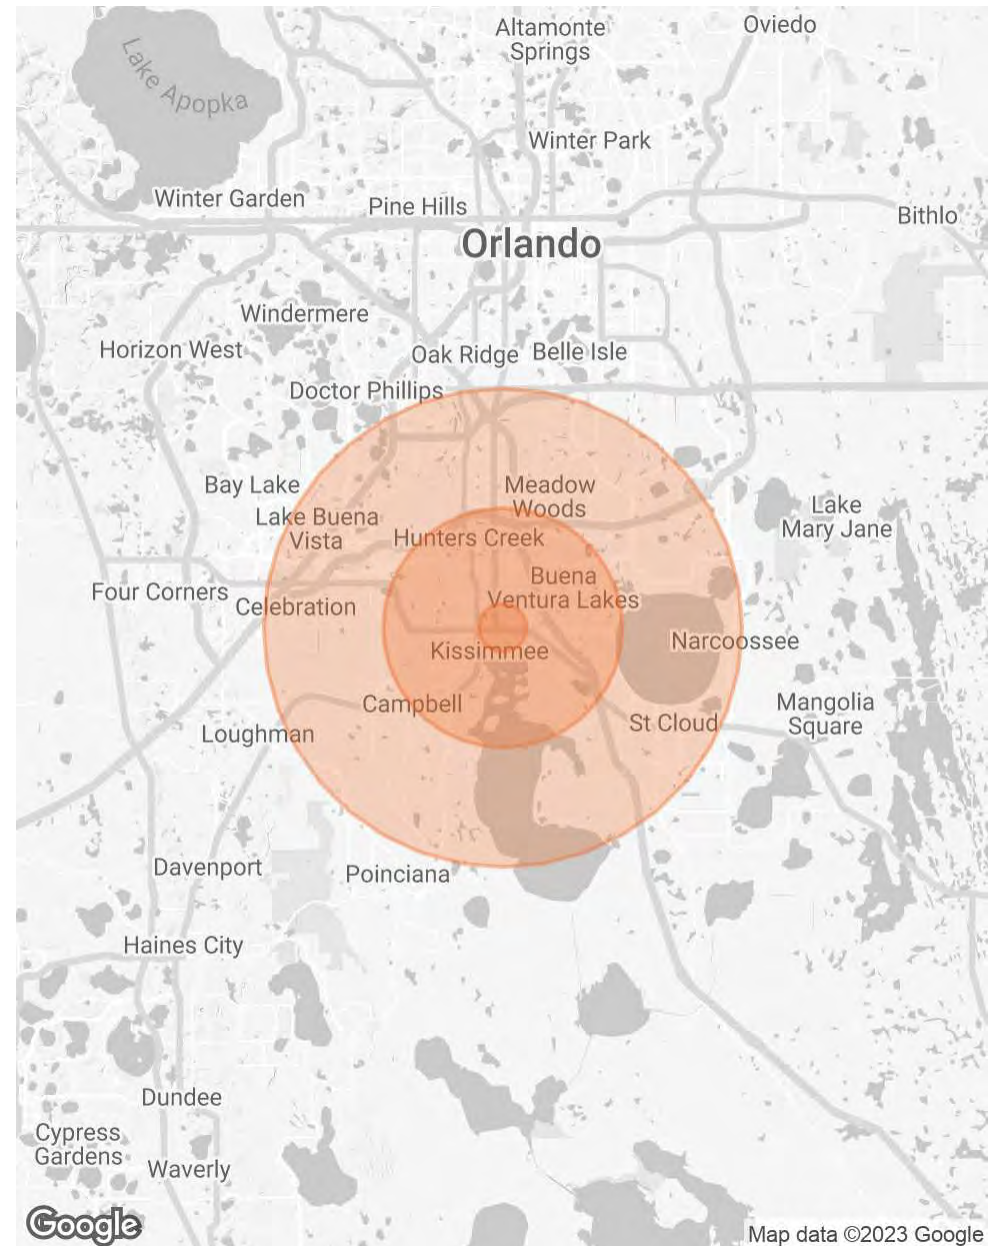 Altamonte
Springs
Oviedo
Lake Apopka
Winter Park
Winter Garden
Pine Hills
Bithlo
Orlando
Windermere
Horizon West
Oak Ridge
Belle Isle
Doctor Phillips
Bay Lake
Meadow
Woods
Lake
Mary Jane
Lake Buena
Vista
Hunters Creek
Buena
Ventura Lakes
Four Corners
Celebration
Narcoossee
Kissimmee
Campbell
Mangolia
Square
St Cloud
Loughman
Davenport
Poinciana
Haines City
Dundee
Cypress
Gardens
Waverly
Google
Map data ©2023 Google